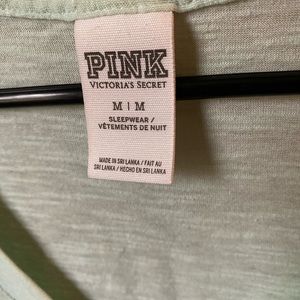 PINK
VICTORIA'S SECRET
M | M
SLEEPWEAR /
VÊTEMENTS DE NUIT
MADE IN SRI LANKA / FAIT AU
SRI LANKA / HECHO EN SRI LANKA